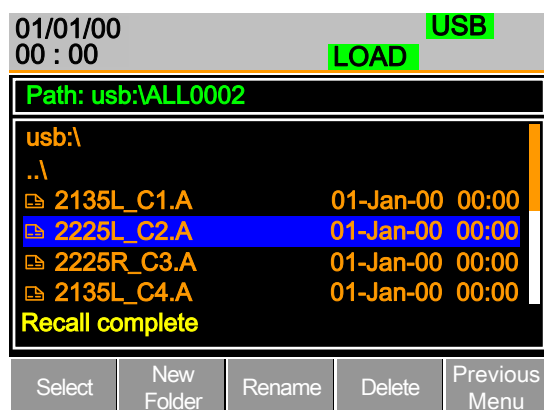 01/01/00 USB
00 : 00 LOAD
Path: usb:\ALL0002
usb:\
..\
2135L_C1.A 01-Jan-00 00:00
2225L_C2.A 01-Jan-00 00:00
2225R_C3.A 01-Jan-00 00:00
2135L_C4.A 01-Jan-00 00:00
Recall complete
Select New Folder Rename Delete Previous Menu